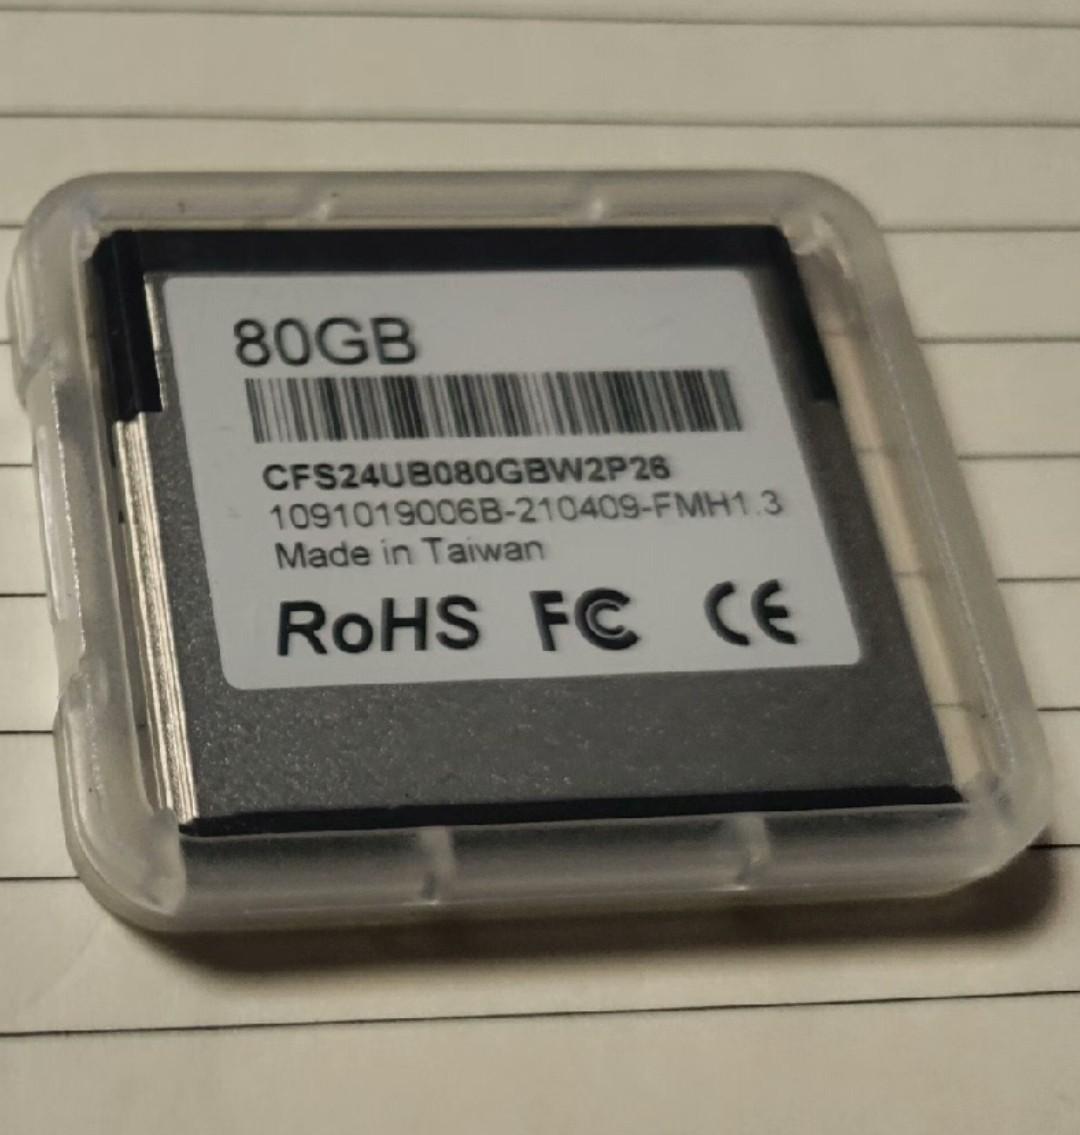 80GB
CFS24UB080GBW2P26
1091019006B-210409-FMH1.3
Made in Taiwan
RoHS FC CE